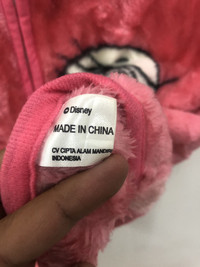 ©Disney
MADE IN CHINA
CV CIPTA ALAM MANDIRI
INDONESIA